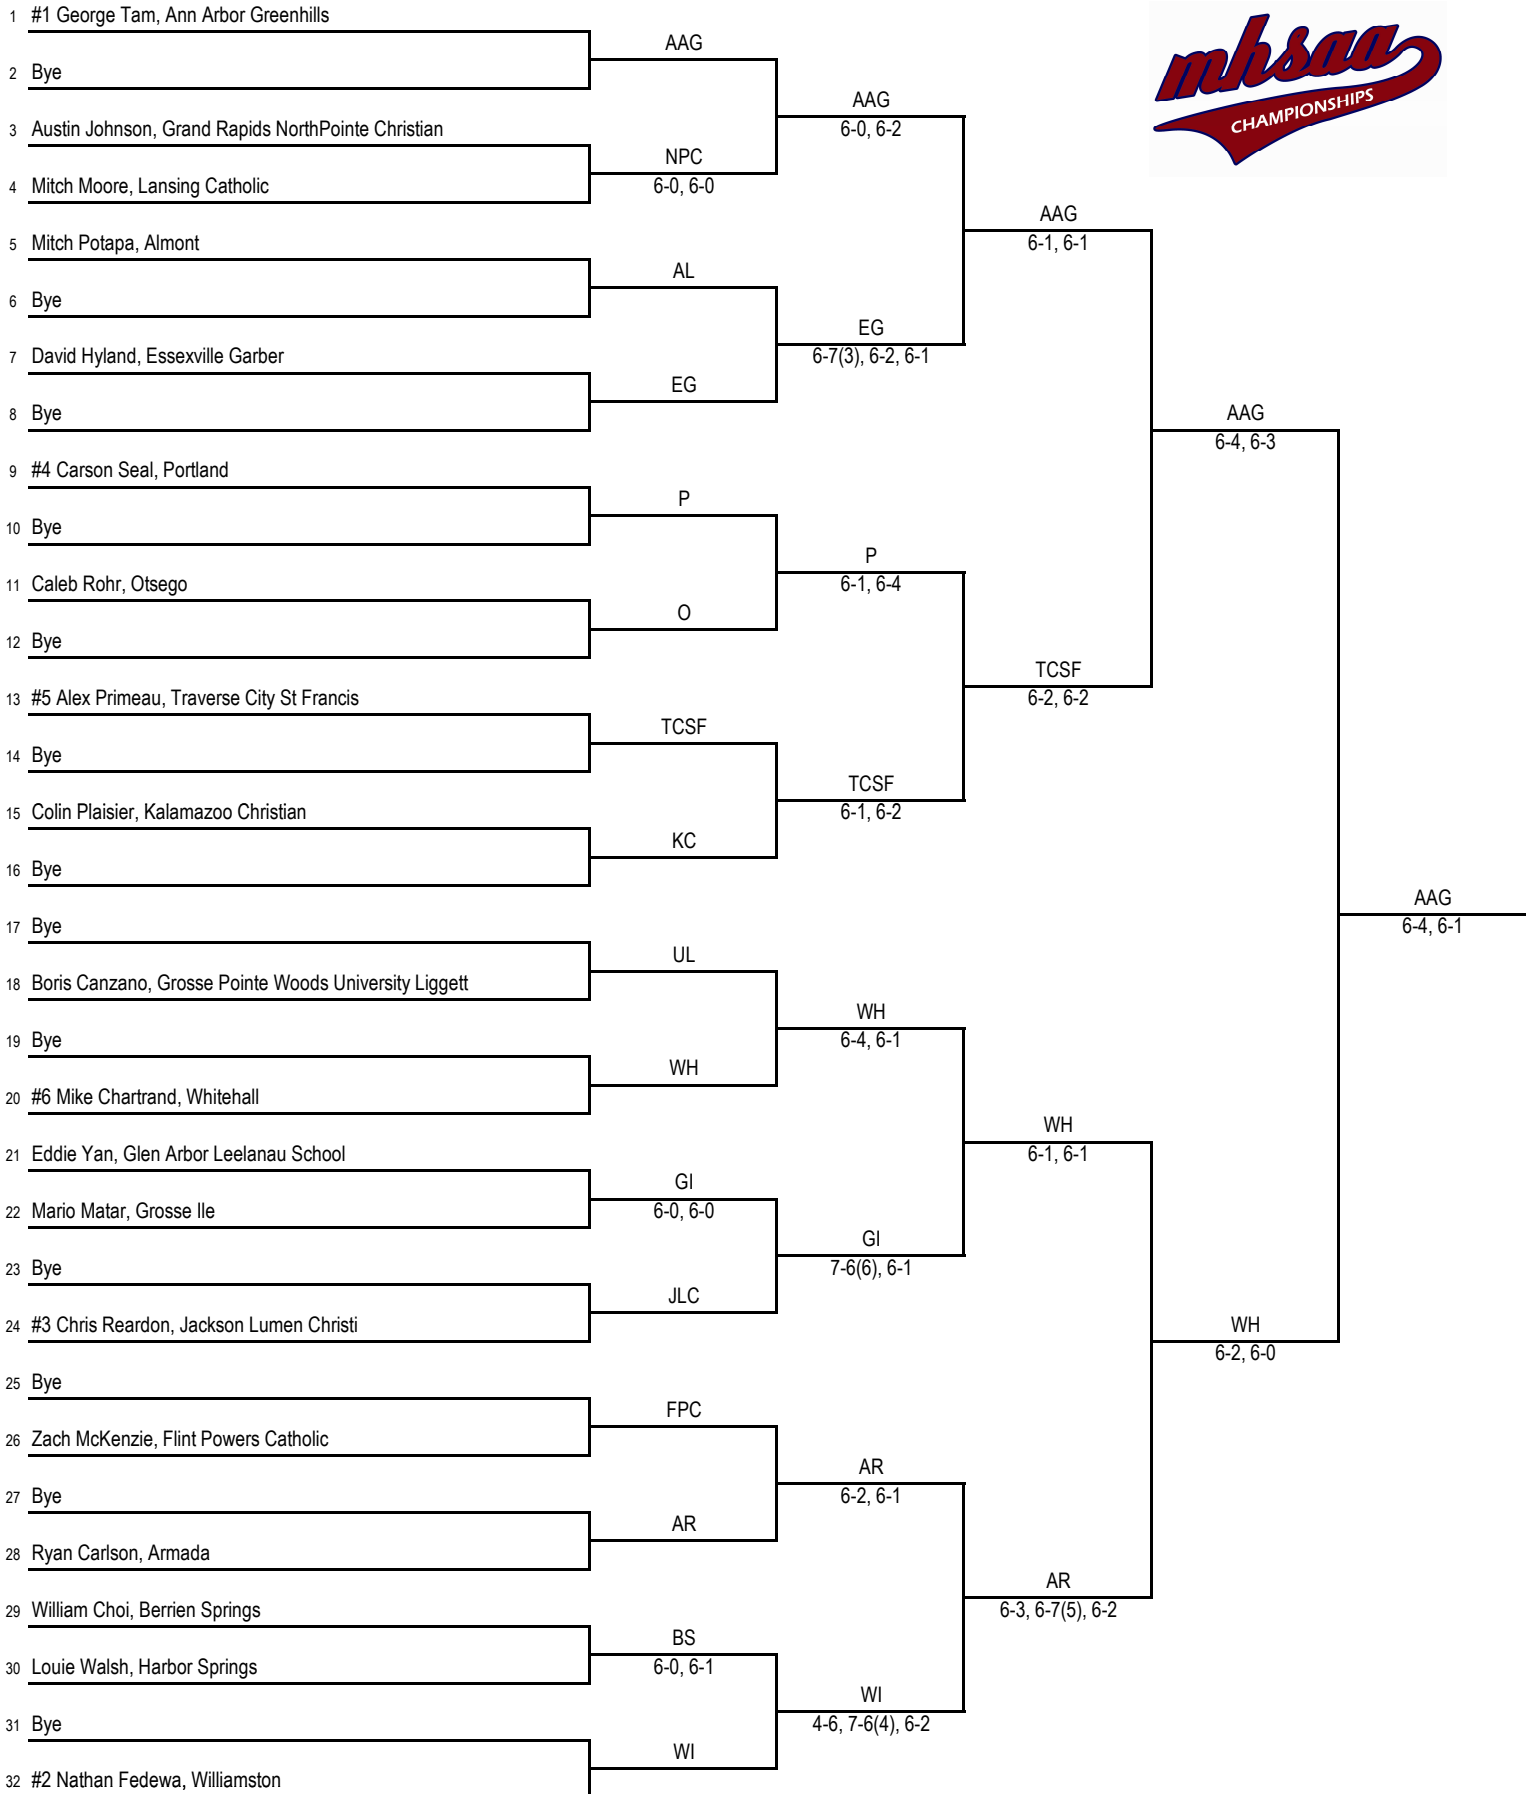 1 #1 George Tam, Ann Arbor Greenhills
AAG
2 Bye
AAG
6-0, 6-2
3 Austin Johnson, Grand Rapids NorthPointe Christian
NPC
6-0, 6-0
4 Mitch Moore, Lansing Catholic
AAG
6-1, 6-1
5 Mitch Potapa, Almont
AL
6 Bye
EG
6-7(3), 6-2, 6-1
7 David Hyland, Essexville Garber
EG
8 Bye
AAG
6-4, 6-3
9 #4 Carson Seal, Portland
P
10 Bye
P
6-1, 6-4
11 Caleb Rohr, Otsego
O
12 Bye
TCSF
6-2, 6-2
13 #5 Alex Primeau, Traverse City St Francis
TCSF
14 Bye
TCSF
6-1, 6-2
15 Colin Plaisier, Kalamazoo Christian
KC
16 Bye
AAG
6-4, 6-1
17 Bye
UL
18 Boris Canzano, Grosse Pointe Woods University Liggett
WH
6-4, 6-1
19 Bye
WH
20 #6 Mike Chartrand, Whitehall
WH
6-1, 6-1
21 Eddie Yan, Glen Arbor Leelanau School
GI
6-0, 6-0
22 Mario Matar, Grosse Ile
GI
7-6(6), 6-1
23 Bye
JLC
24 #3 Chris Reardon, Jackson Lumen Christi
WH
6-2, 6-0
25 Bye
FPC
26 Zach McKenzie, Flint Powers Catholic
AR
6-2, 6-1
27 Bye
AR
28 Ryan Carlson, Armada
AR
6-3, 6-7(5), 6-2
29 William Choi, Berrien Springs
BS
6-0, 6-1
30 Louie Walsh, Harbor Springs
WI
4-6, 7-6(4), 6-2
31 Bye
WI
32 #2 Nathan Fedewa, Williamston
mhsaa
CHAMPIONSHIPS